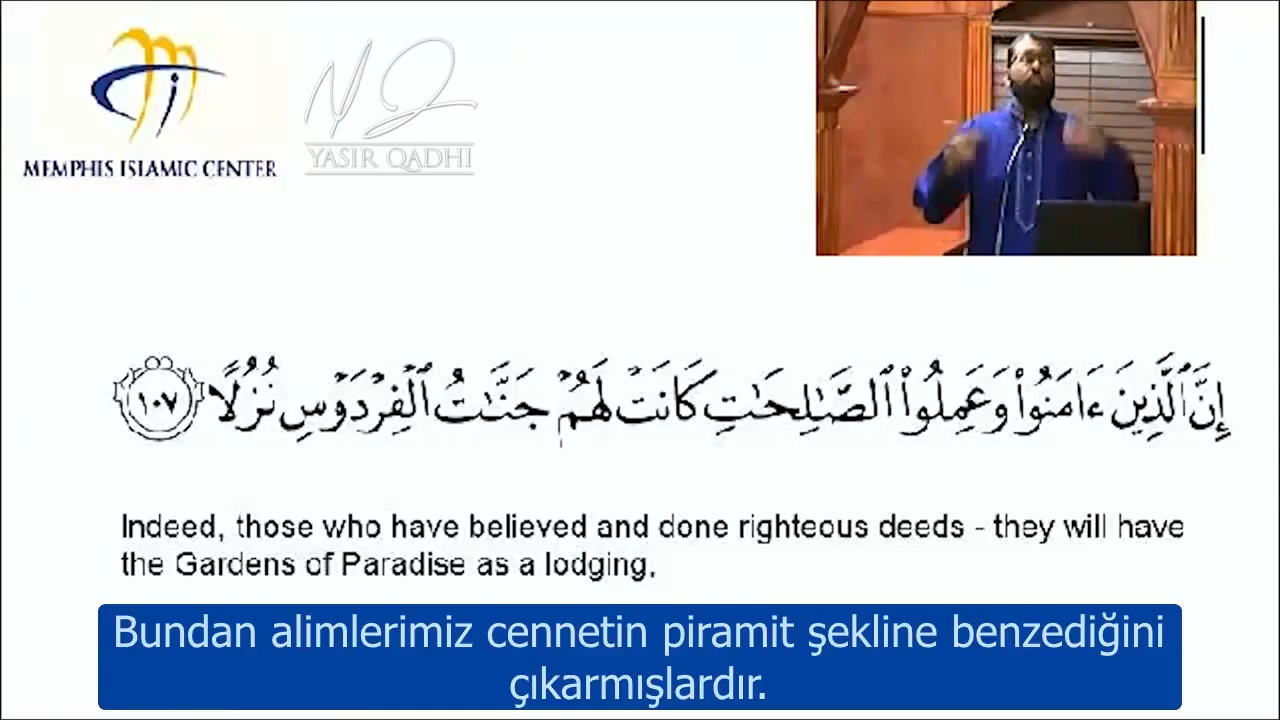 MEMPHIS ISLAMIC CENTER
YASIR QADHI
إِنَّ ٱلَّذِينَ ءَامَنُوا۟ وَعَمِلُوا۟ ٱلصَّـٰلِحَـٰتِ كَانَتْ لَهُمْ جَنَّـٰتُ ٱلْفِرْدَوْسِ نُزُلًا ١٠٧
Indeed, those who have believed and done righteous deeds - they will have
the Gardens of Paradise as a lodging,
Bundan alimlerimiz cennetin piramit şekline benzediğini
çıkarmışlardır.